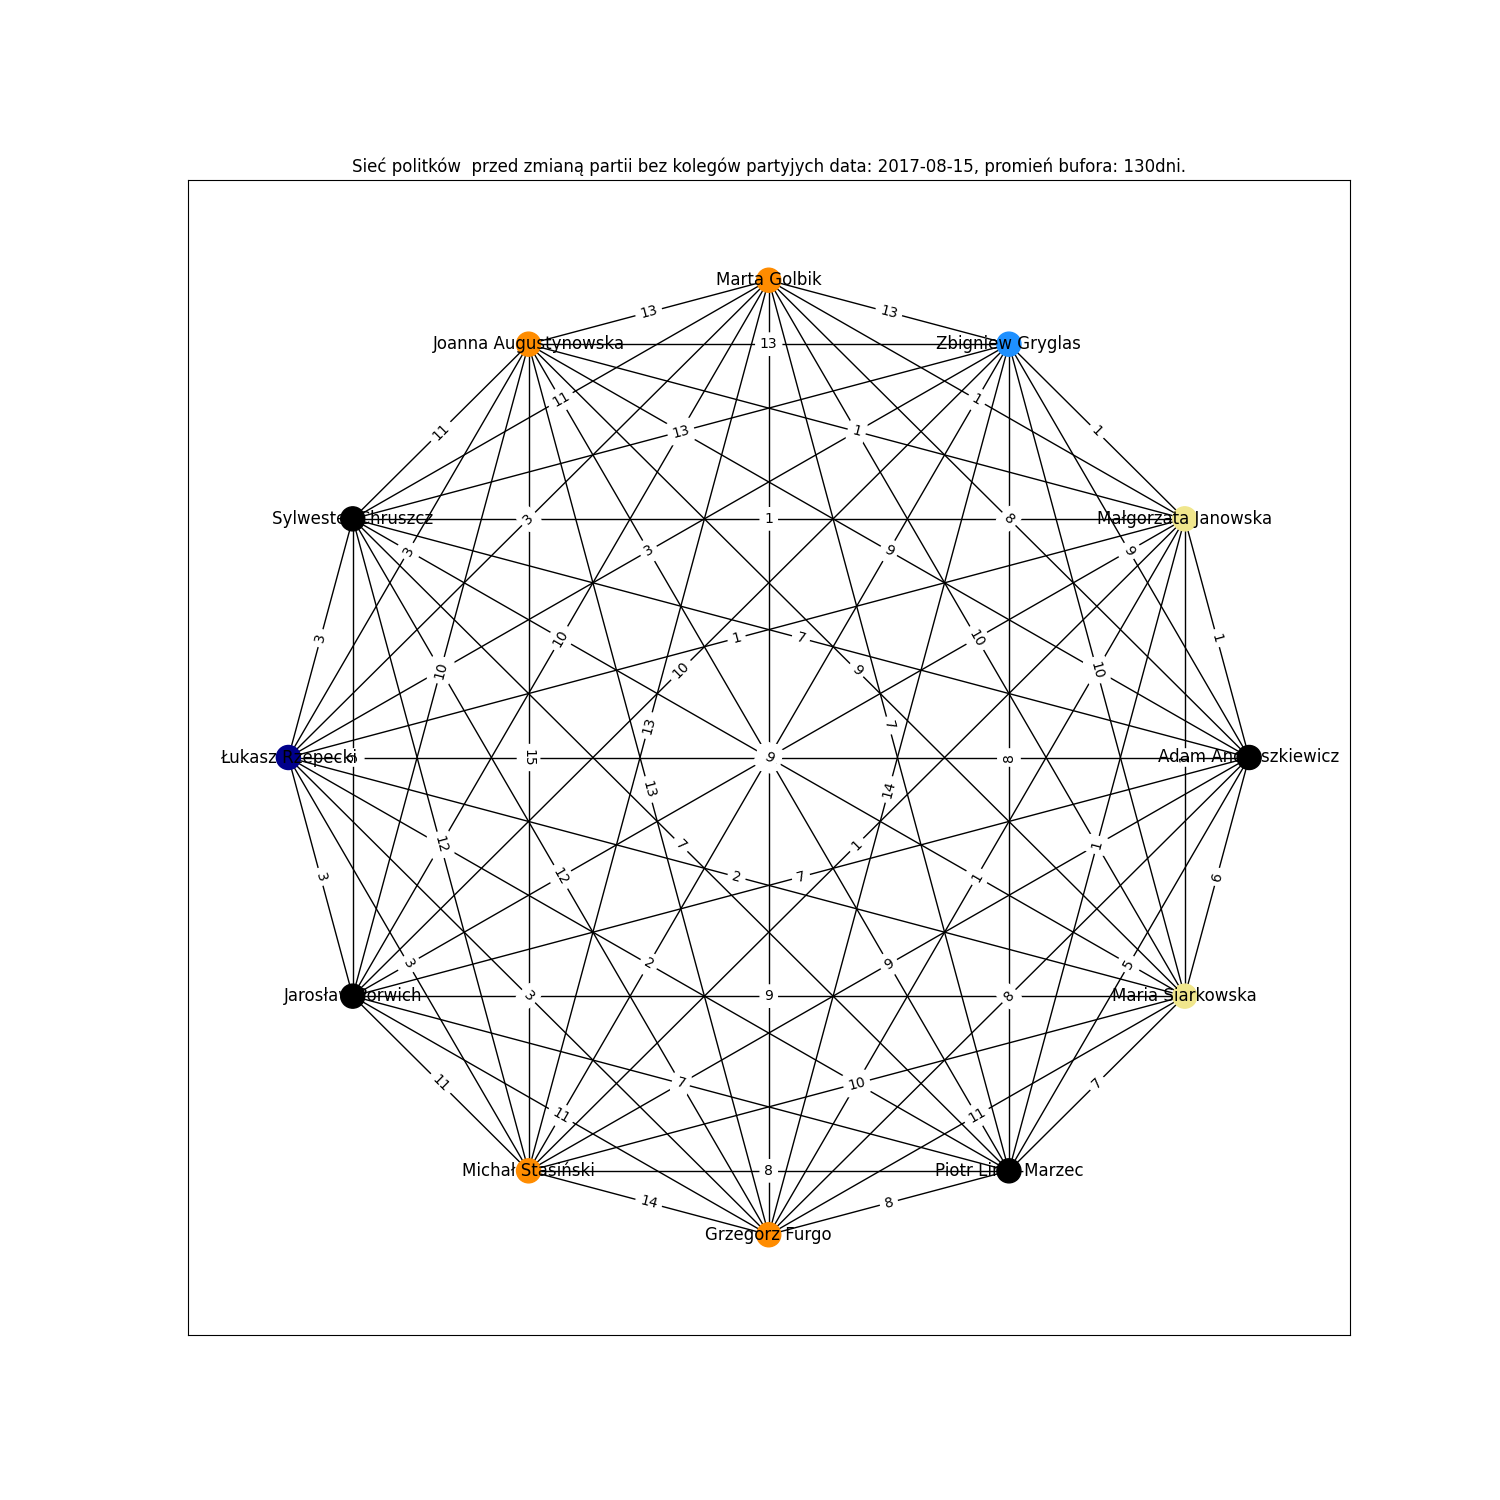 Sieć politków  przed zmianą partii bez kolegów partyjych data: 2017-08-15, promień bufora: 130dni.
Marta Golbik
13 13
Joanna Augustynowska 13 Zbigniew Gryglas
11 1
11 13 1 1
Sylwester Chruszcz 3 1 8 Małgorzata Janowska
3 3 9 9
3 10 1 7 10 1
10 10 9 10
13 7
Łukasz Rzepecki 15 9 8 Adam Andruszkiewicz
13 14
12 7 1 1
3 12 2 7 1 6
3 2 9 5
Jarosław Porwich 3 9 8 Maria Siarkowska
11 7 10 7
11 11
Michał Stasiński 8 Piotr Liroy-Marzec
14 8
Grzegorz Furgo